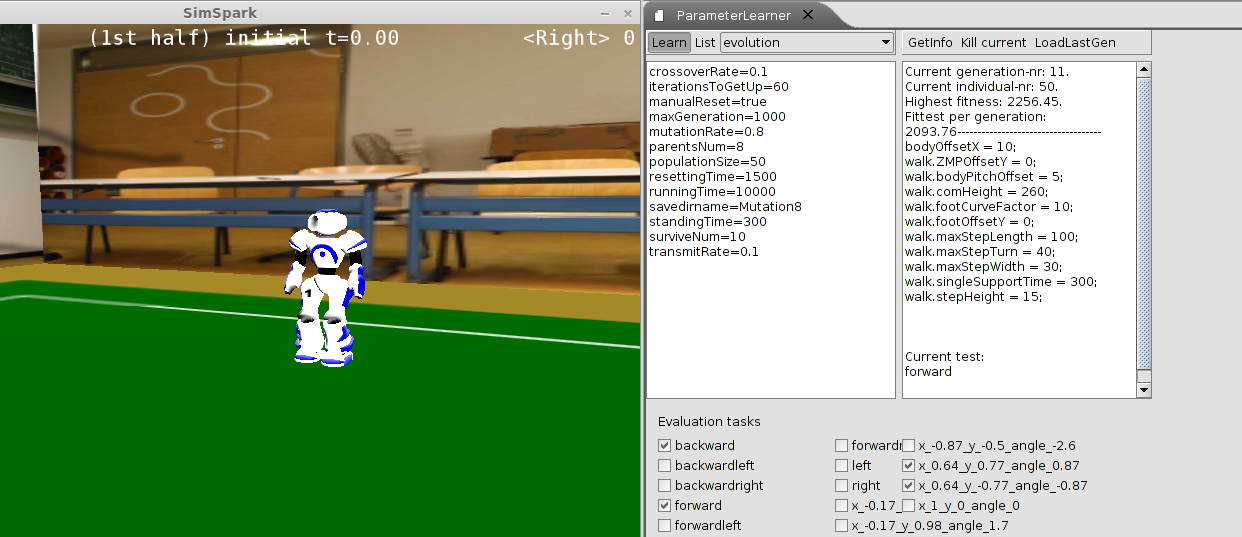 SimSpark
(1st half) initial t=0.00 <Right> 0
1
ParameterLearner
Learn List evolution
GetInfo Kill current LoadLastGen
crossoverRate=0.1
iterationsToGetUp=60
manualReset=true
maxGeneration=1000
mutationRate=0.8
parentsNum=8
populationSize=50
resettingTime=1500
runningTime=10000
savedirname=Mutation8
standingTime=300
surviveNum=10
transmitRate=0.1
Current generation-nr: 11.
Current individual-nr: 50.
Highest fitness: 2256.45.
Fittest per generation:
2093.76------------------------------------
bodyOffsetX = 10;
walk.ZMPOffsetY = 0;
walk.bodyPitchOffset = 5;
walk.comHeight = 260;
walk.footCurveFactor = 10;
walk.footOffsetY = 0;
walk.maxStepLength = 100;
walk.maxStepTurn = 40;
walk.maxStepWidth = 30;
walk.singleSupportTime = 300;
walk.stepHeight = 15;
Current test:
forward
Evaluation tasks
backward forwardr x_-0.87_y_-0.5_angle_-2.6
backwardleft left x_0.64_y_0.77_angle_0.87
backwardright right x_0.64_y_-0.77_angle_-0.87
forward x_-0.17_ x_1_y_0_angle_0
forwardleft x_-0.17_y_0.98_angle_1.7